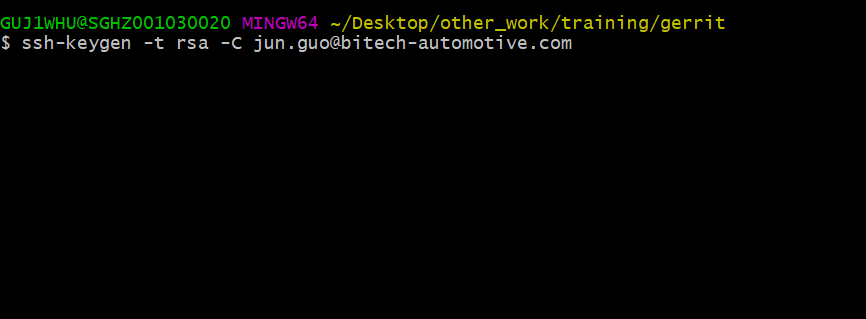 GUJ1WHU@SGHZ001030020 MINGW64 ~/Desktop/other_work/training/gerrit
$ ssh-keygen -t rsa -C jun.guo@bitech-automotive.com